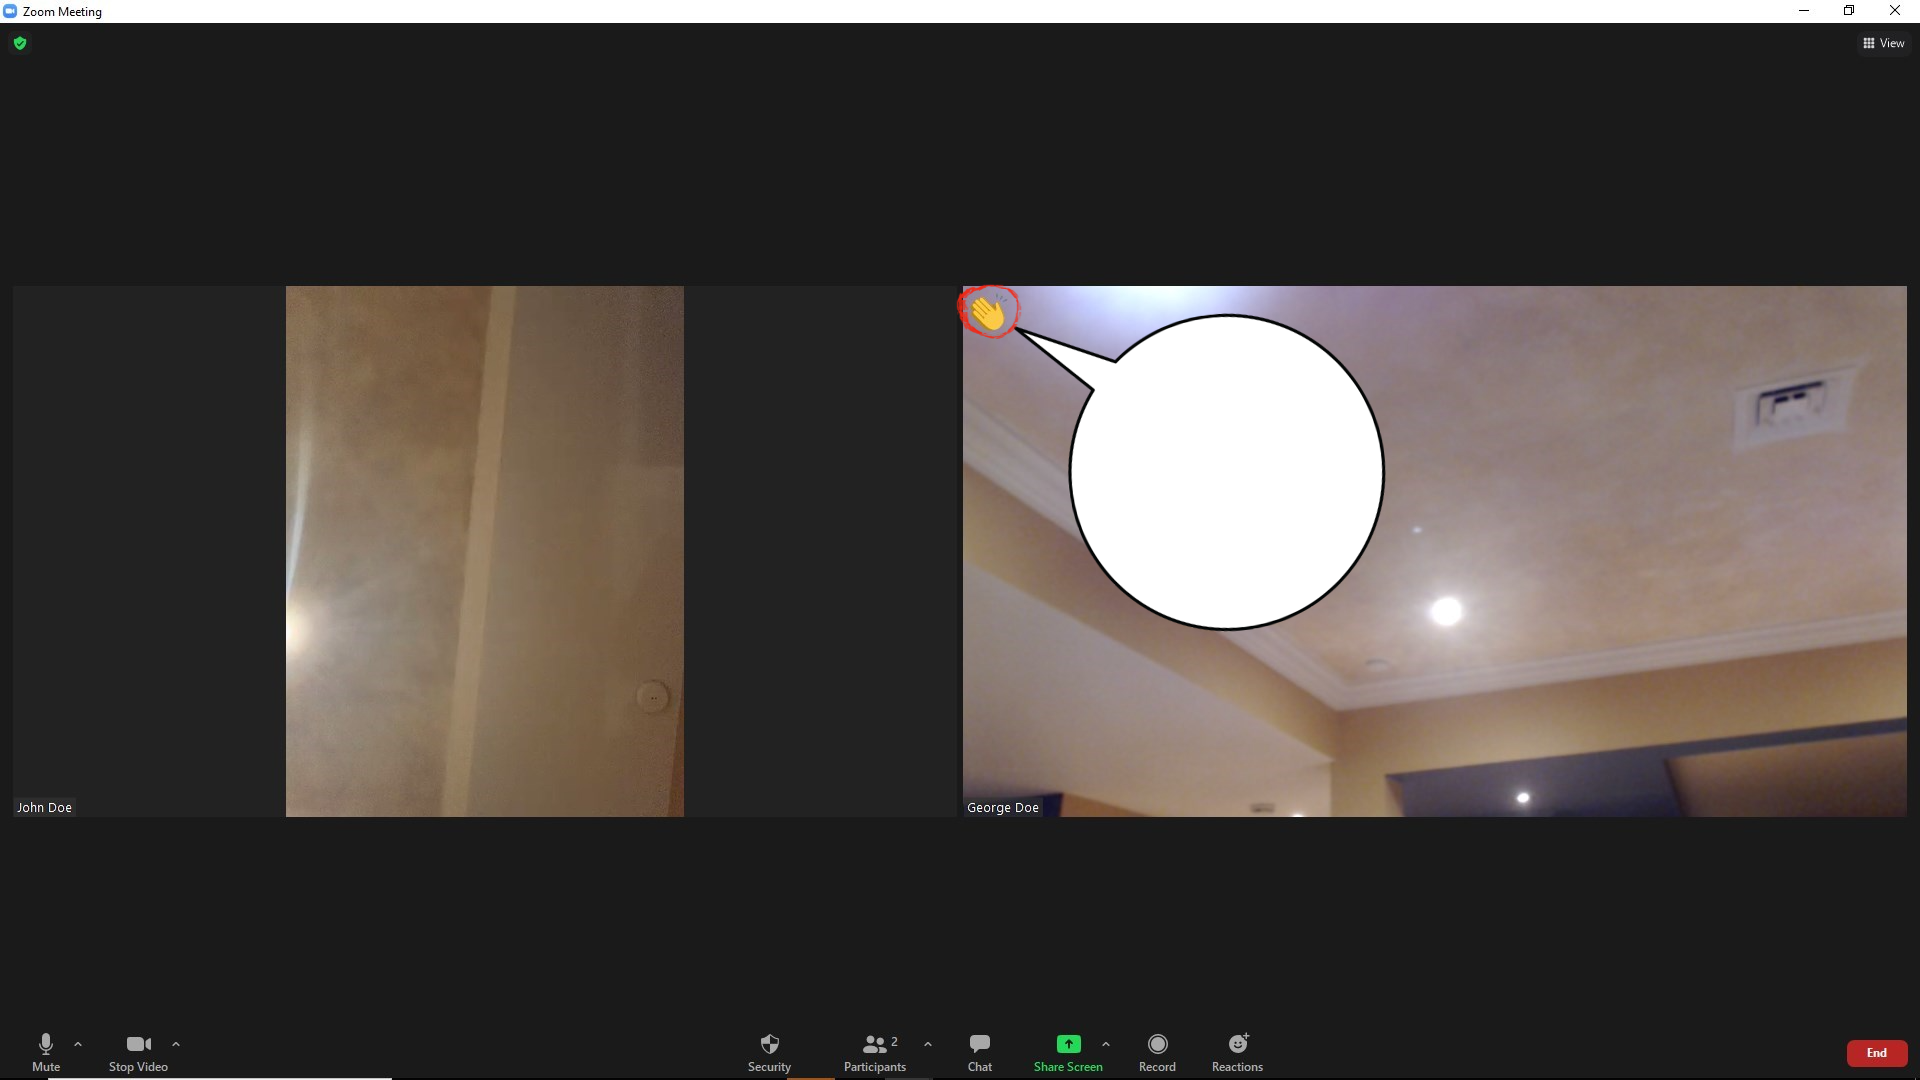 Zoom Meeting
View
John Doe
George Doe
2
Mute
Stop Video
Security
Participants
Chat
Share Screen
Record
Reactions
End